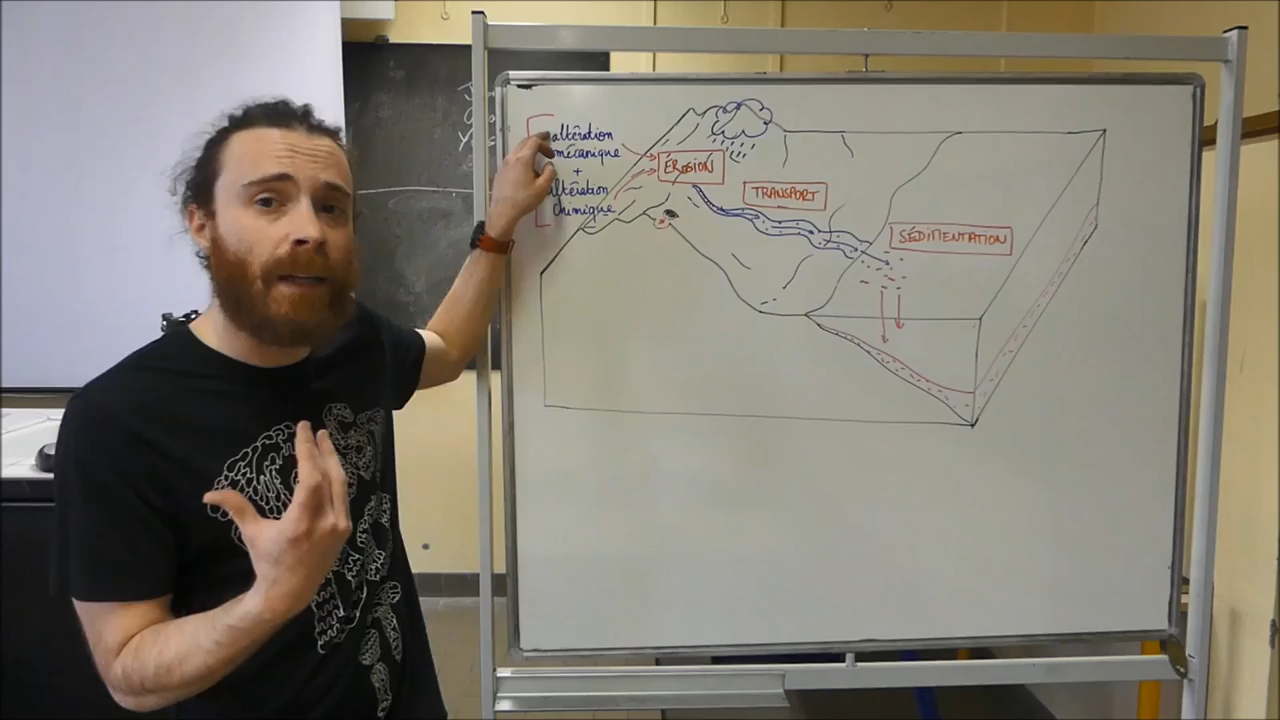 altération
mécanique
+
altération
chimique
ÉROSION
TRANSPORT
SÉDIMENTATION